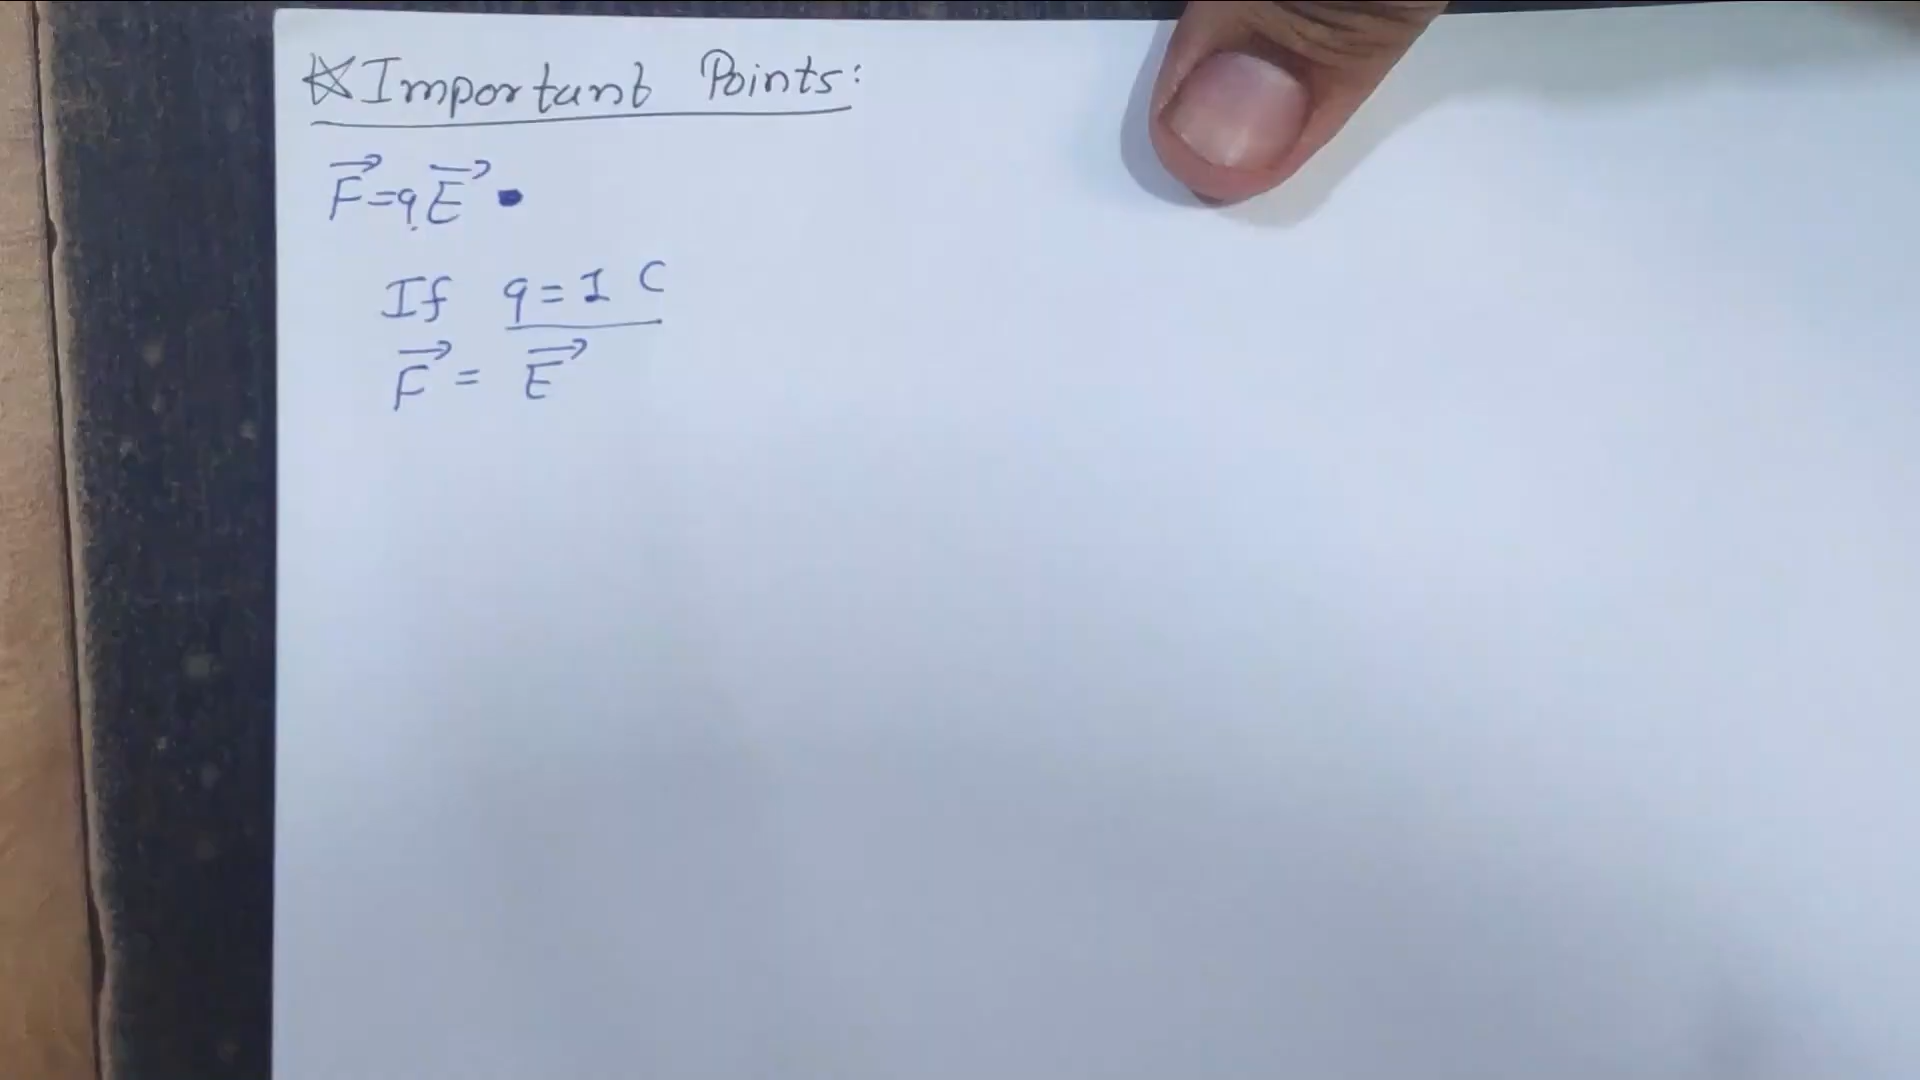 ☆Important Points:
F⃗=qE⃗
If q=1 C
F⃗ = E⃗